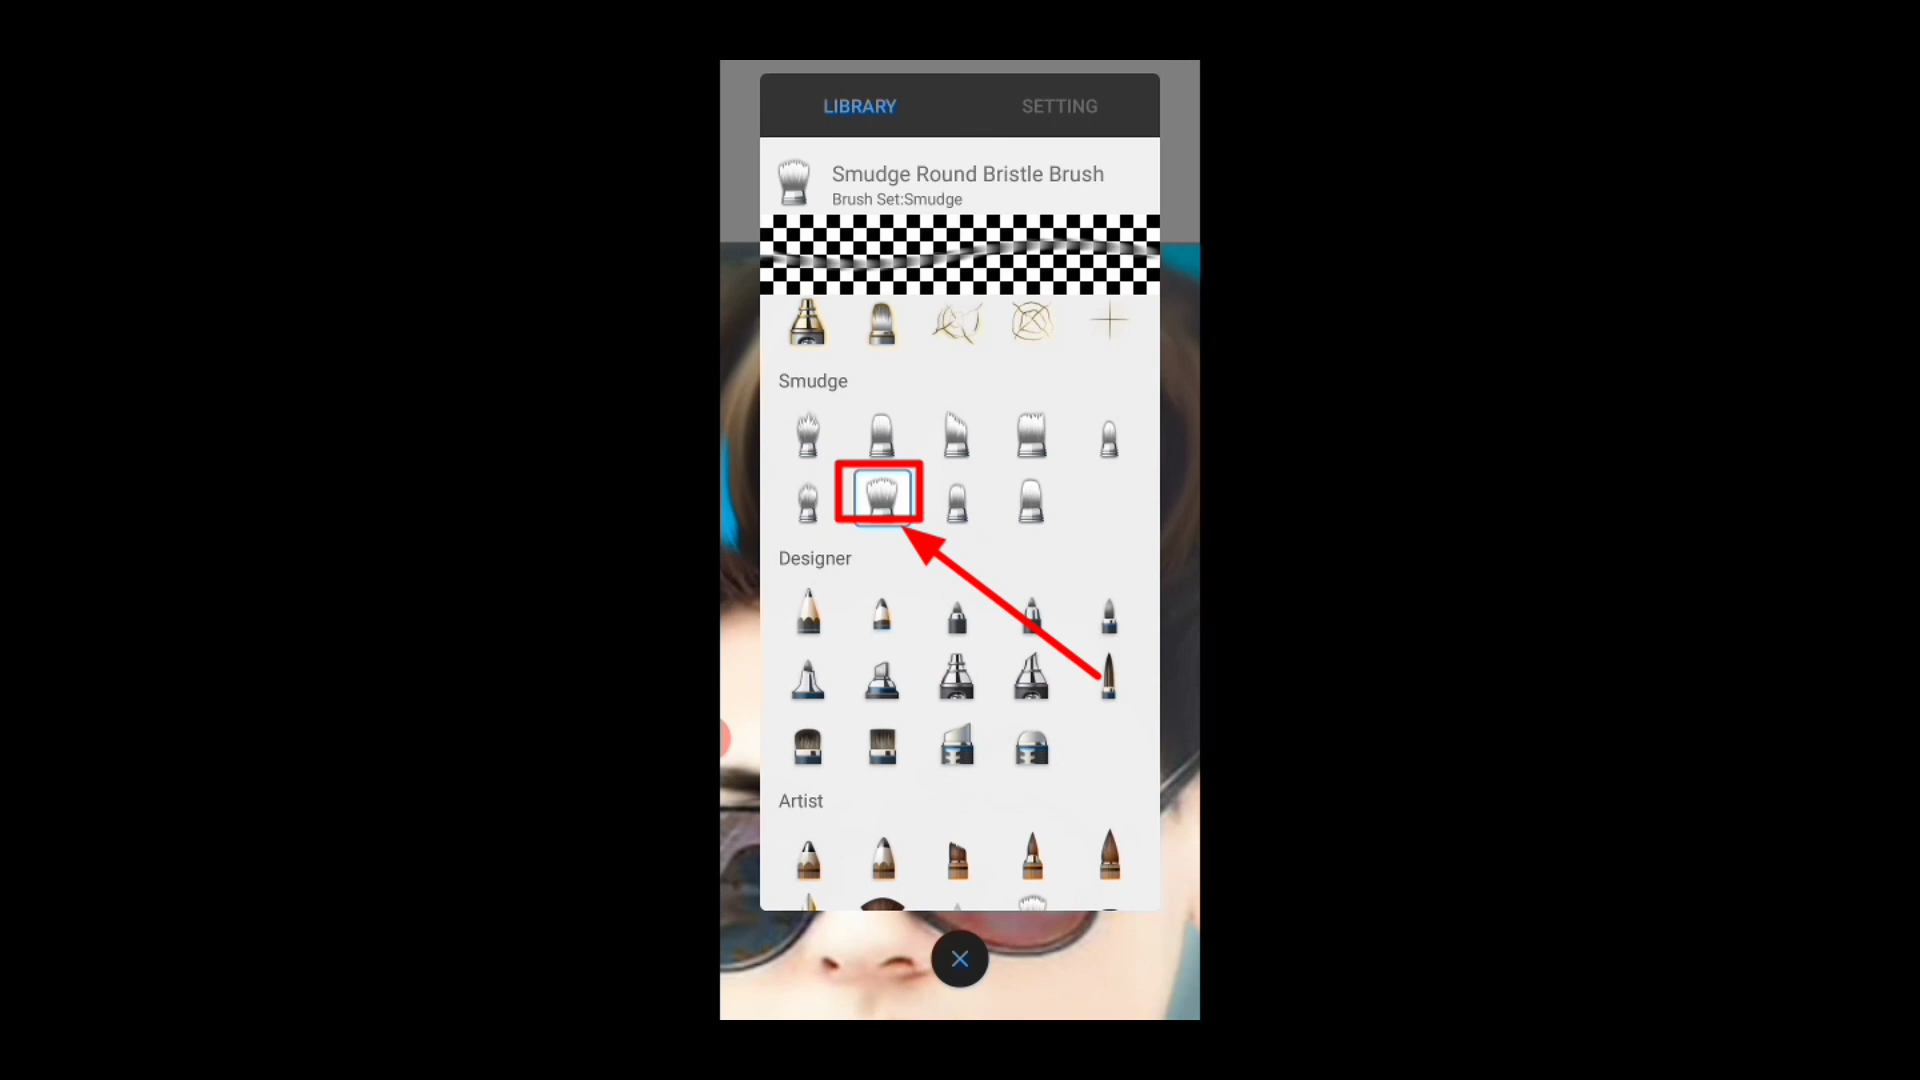 LIBRARY
SETTING
Smudge Round Bristle Brush
Brush Set:Smudge
Smudge
Designer
Artist